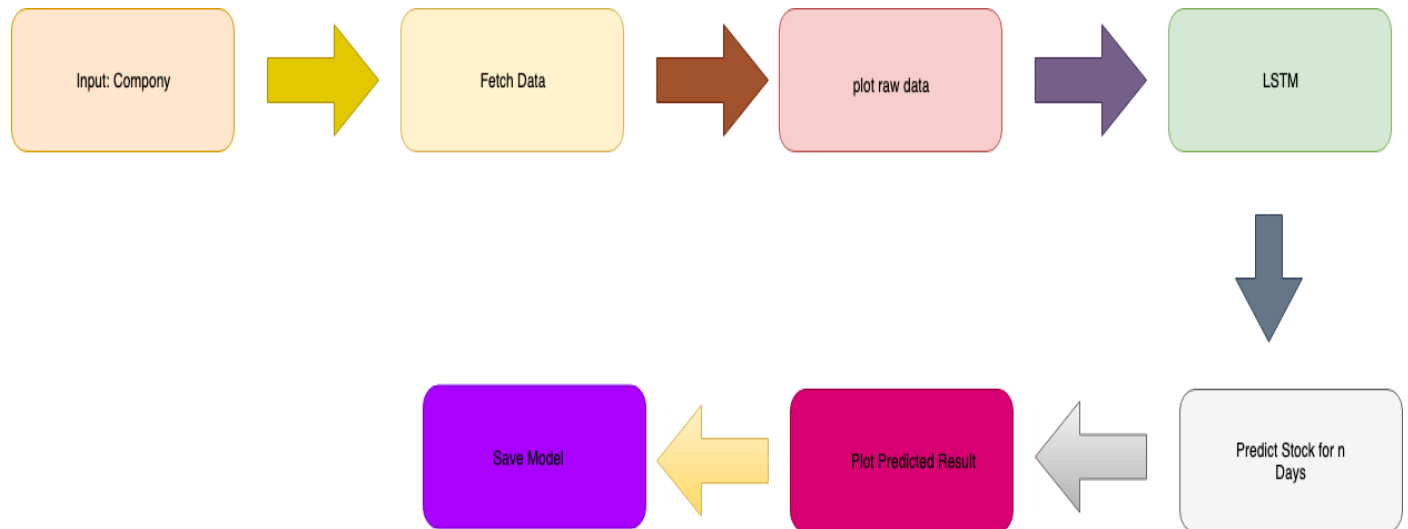 Input: Compony
Fetch Data
plot raw data
LSTM
Predict Stock for n
Days
Plot Predicted Result
Save Model